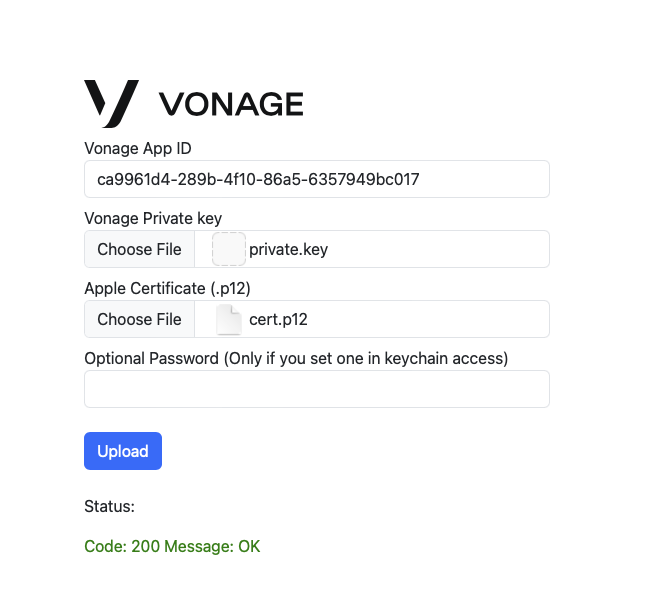 VONAGE
Vonage App ID
ca9961d4-289b-4f10-86a5-6357949bc017
Vonage Private key
Choose File private.key
Apple Certificate (.p12)
Choose File cert.p12
Optional Password (Only if you set one in keychain access)
Upload
Status:
Code: 200 Message: OK